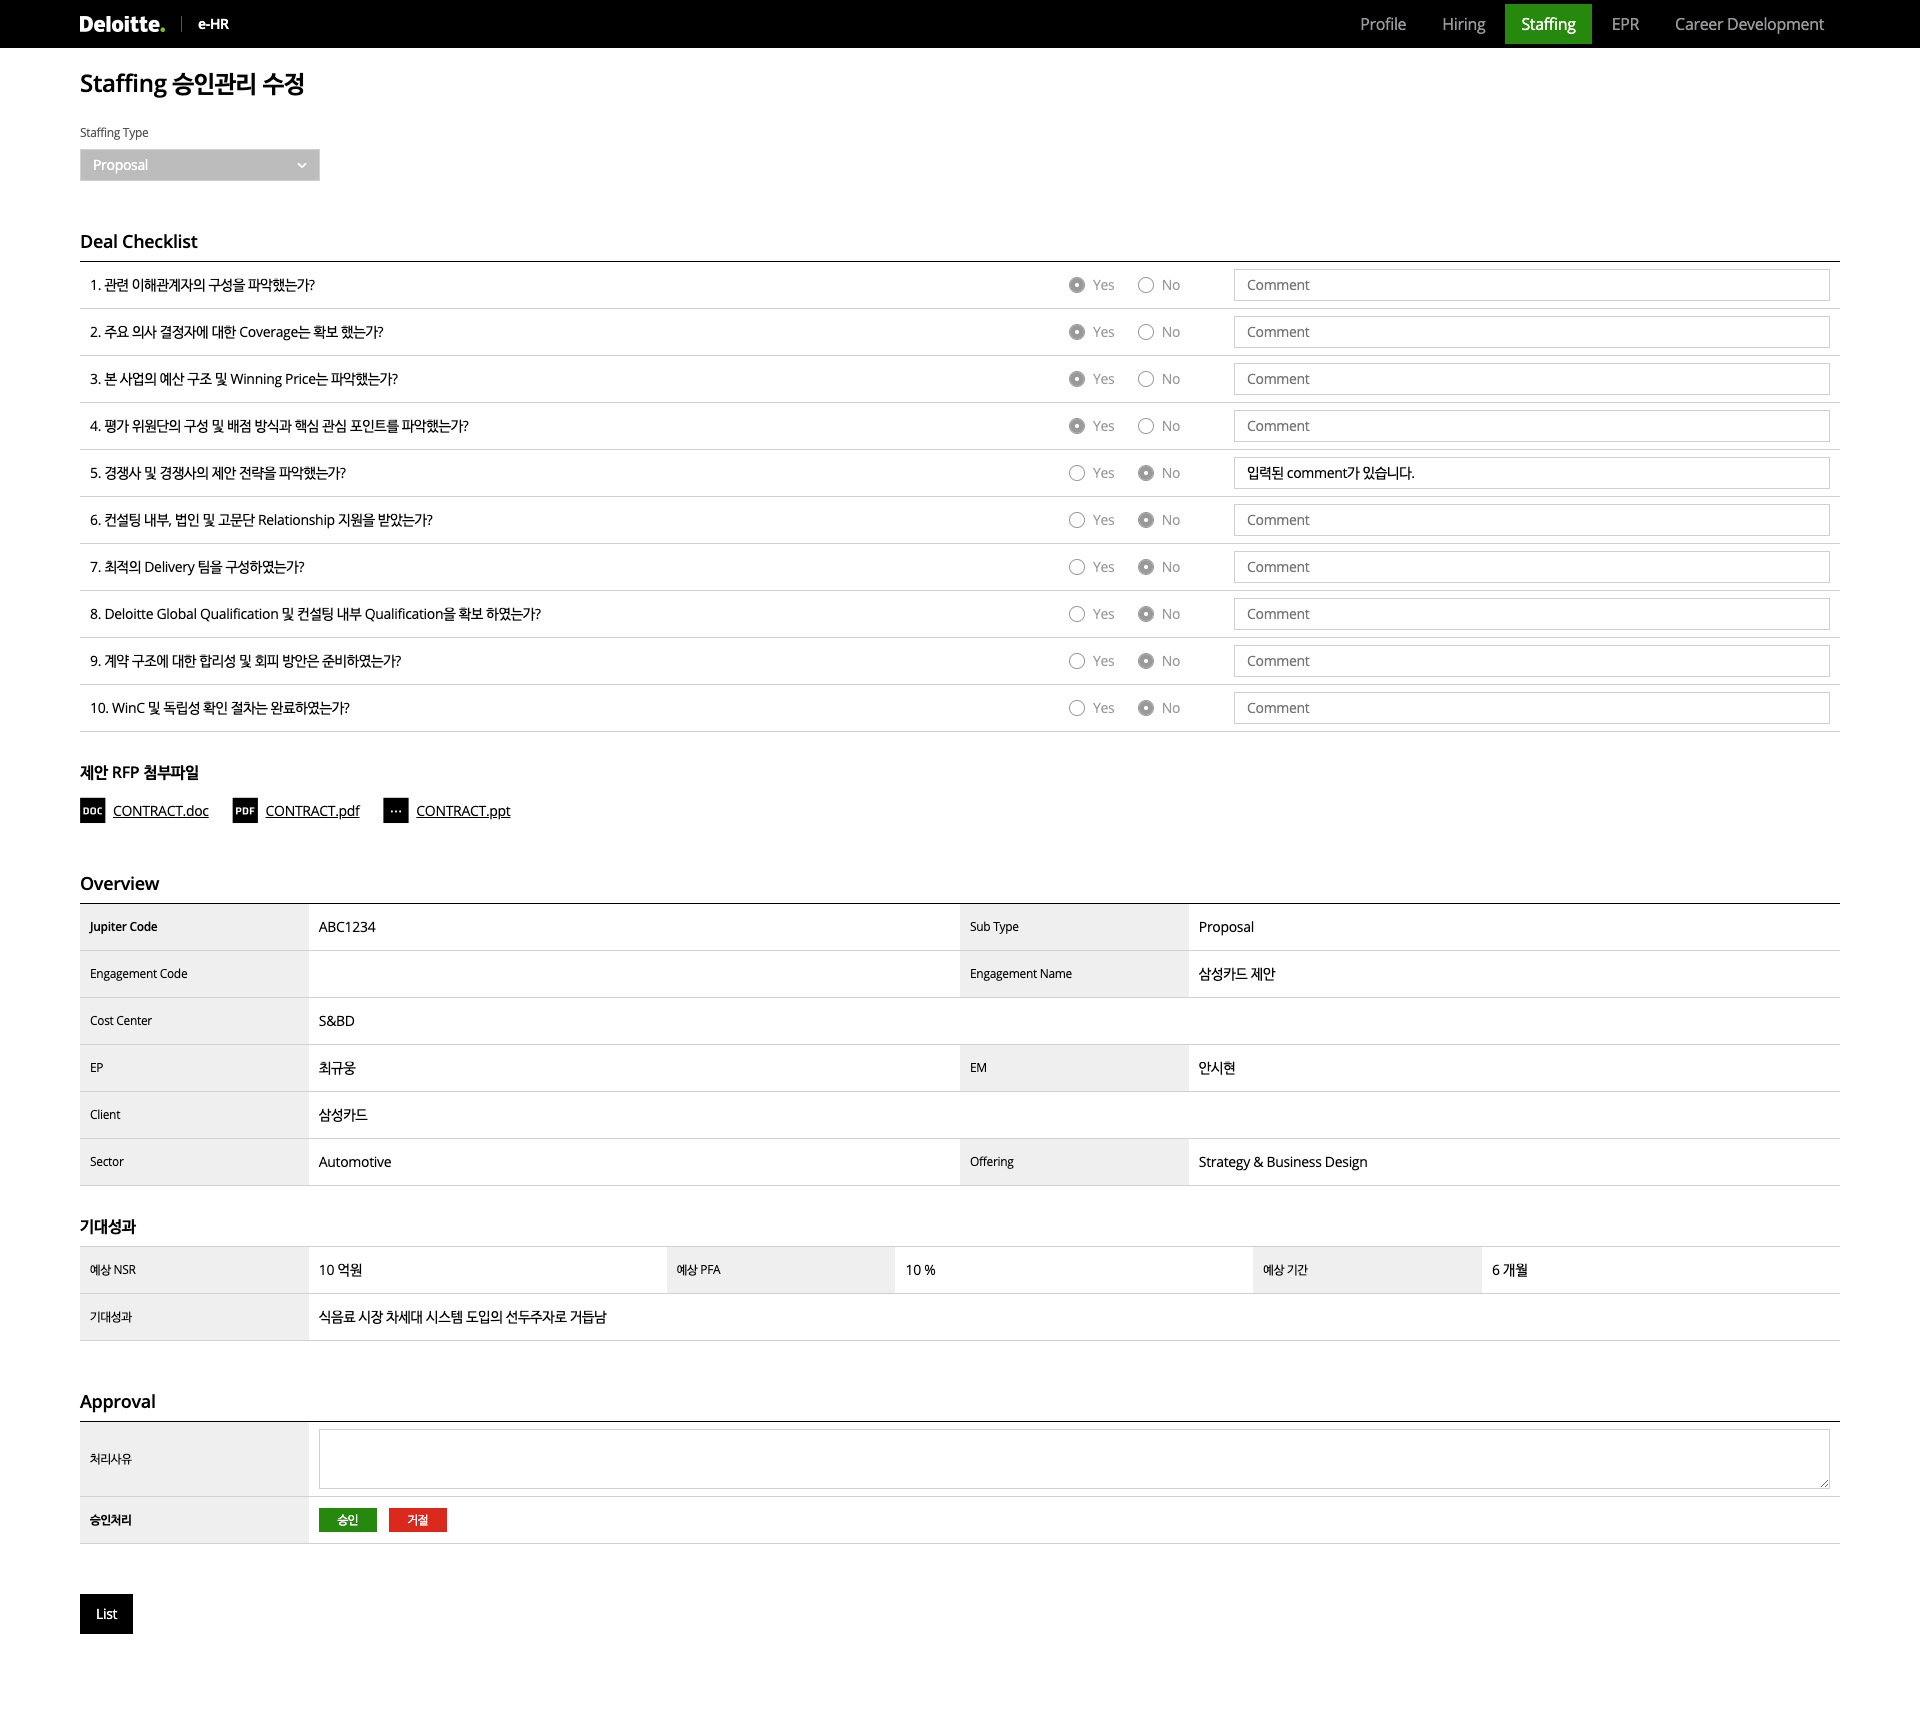 Deloitte. e-HR Profile Hiring Staffing EPR Career Development
Staffing 승인관리 수정
Staffing Type
Proposal
Deal Checklist
1. 관련 이해관계자의 구성을 파악했는가? Yes No Comment
2. 주요 의사 결정자에 대한 Coverage는 확보 했는가? Yes No Comment
3. 본 사업의 예산 구조 및 Winning Price는 파악했는가? Yes No Comment
4. 평가 위원단의 구성 및 배점 방식과 핵심 관심 포인트를 파악했는가? Yes No Comment
5. 경쟁사 및 경쟁사의 제안 전략을 파악했는가? Yes No 입력된 comment가 있습니다.
6. 컨설팅 내부, 법인 및 고문단 Relationship 지원을 받았는가? Yes No Comment
7. 최적의 Delivery 팀을 구성하였는가? Yes No Comment
8. Deloitte Global Qualification 및 컨설팅 내부 Qualification을 확보 하였는가? Yes No Comment
9. 계약 구조에 대한 합리성 및 회피 방안은 준비하였는가? Yes No Comment
10. WinC 및 독립성 확인 절차는 완료하였는가? Yes No Comment
제안 RFP 첨부파일
DOC CONTRACT.doc PDF CONTRACT.pdf ... CONTRACT.ppt
Overview
Jupiter Code ABC1234 Sub Type Proposal
Engagement Code Engagement Name 삼성카드 제안
Cost Center S&BD
EP 최규웅 EM 안시현
Client 삼성카드
Sector Automotive Offering Strategy & Business Design
기대성과
예상 NSR 10 억원 예상 PFA 10 % 예상 기간 6 개월
기대성과 식음료 시장 차세대 시스템 도입의 선두주자로 거듭남
Approval
처리사유
승인처리 승인 거절
List